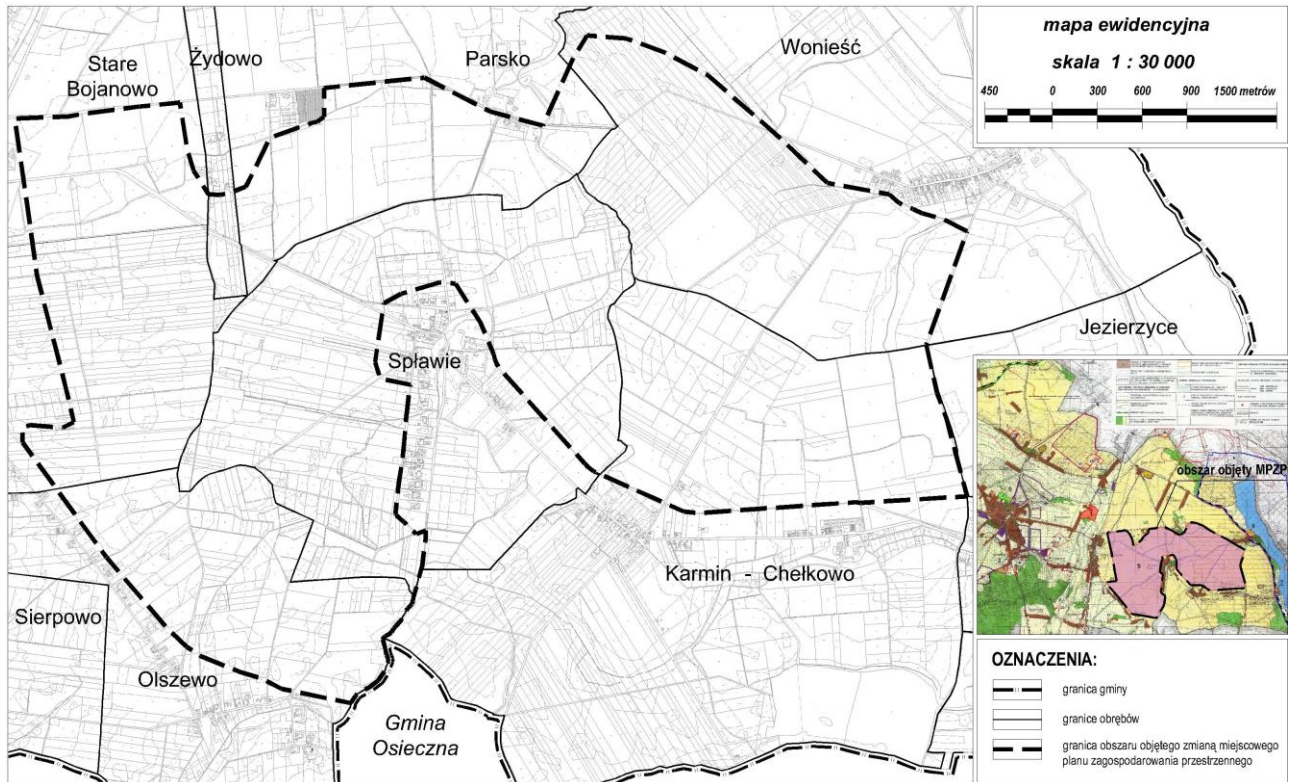 Stare
Bojanowo
Żydowo
Parsko
Wonieść
Jezierzyce
Spławie
Karmin - Chełkowo
Sierpowo
Olszewo
Gmina
Osieczna
mapa ewidencyjna
skala 1 : 30 000
450 0 300 600 900 1500 metrów
obszar objęty MPZP
9
OZNACZENIA:
granica gminy
granice obrębów
granica obszaru objętego zmianą miejscowego
planu zagospodarowania przestrzennego